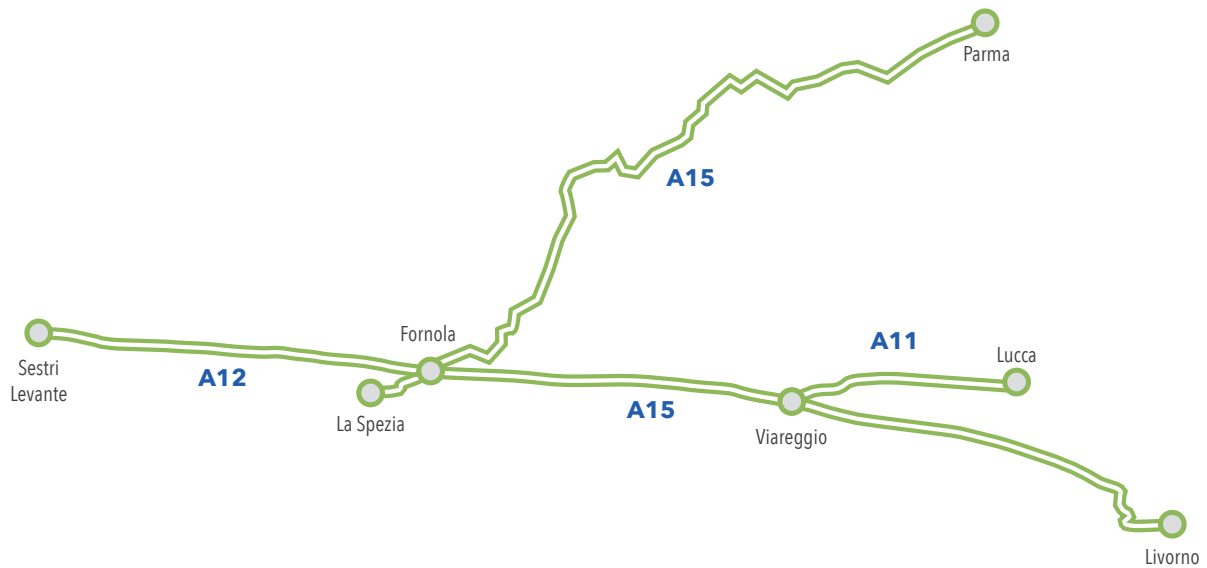 Parma
A15
Fornola
A11
Lucca
Sestri
Levante
A12
La Spezia
A15
Viareggio
Livorno